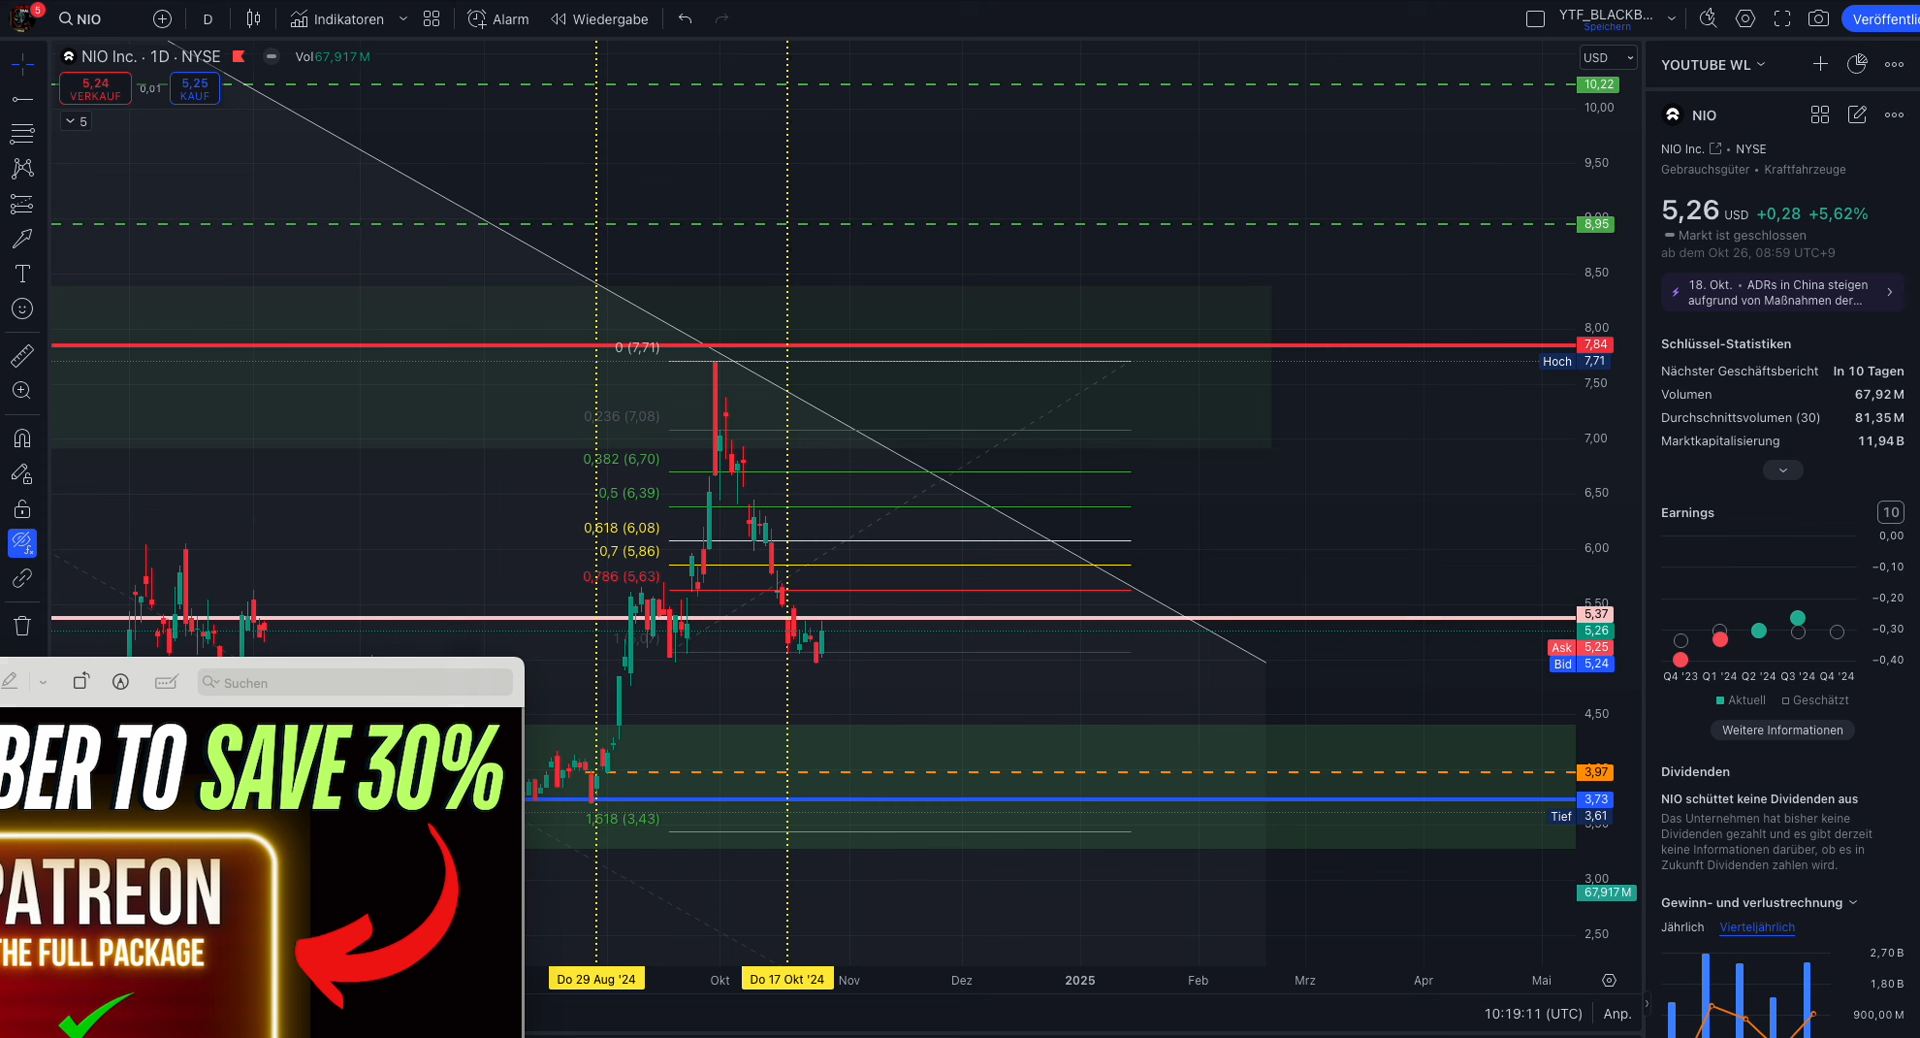 5
NIO
D
Indikatoren
Alarm
Wiedergabe
YTF_BLACKB...
Speichern
Veröffentlic
NIO Inc. · 1D · NYSE
Vol 67,917 M
5,24
VERKAUF
0,01
5,25
KAUF
5
USD
10,22
10,00
9,50
8,95
8,50
8,00
7,84
Hoch 7,71
7,50
7,00
6,50
6,00
5,50
5,37
5,26
Ask 5,25
Bid 5,24
4,50
3,97
3,73
Tief 3,61
3,00
67,917 M
2,50
0 (7,71)
0,236 (7,08)
0,382 (6,70)
0,5 (6,39)
0,618 (6,08)
0,7 (5,86)
0,786 (5,63)
1,618 (3,43)
Suchen
BER TO SAVE 30%
PATREON
THE FULL PACKAGE
Do 29 Aug '24
Okt
Do 17 Okt '24
Nov
Dez
2025
Feb
Mrz
Apr
Mai
10:19:11 (UTC)
Anp.
YOUTUBE WL
NIO
NIO Inc. • NYSE
Gebrauchsgüter • Kraftfahrzeuge
5,26 USD +0,28 +5,62%
Markt ist geschlossen
ab dem Okt 26, 08:59 UTC+9
18. Okt. • ADRs in China steigen
aufgrund von Maßnahmen der...
Schlüssel-Statistiken
Nächster Geschäftsbericht In 10 Tagen
Volumen 67,92 M
Durchschnittsvolumen (30) 81,35 M
Marktkapitalisierung 11,94 B
Earnings 10
0,00
−0,10
−0,20
−0,30
−0,40
Q4 '23 Q1 '24 Q2 '24 Q3 '24 Q4 '24
Aktuell Geschätzt
Weitere Informationen
Dividenden
NIO schüttet keine Dividenden aus
Das Unternehmen hat bisher keine
Dividenden gezahlt und es gibt derzeit
keine Informationen darüber, ob es in
Zukunft Dividenden zahlen wird.
Gewinn- und verlustrechnung
Jährlich Vierteljährlich
2,70 B
1,80 B
900,00 M